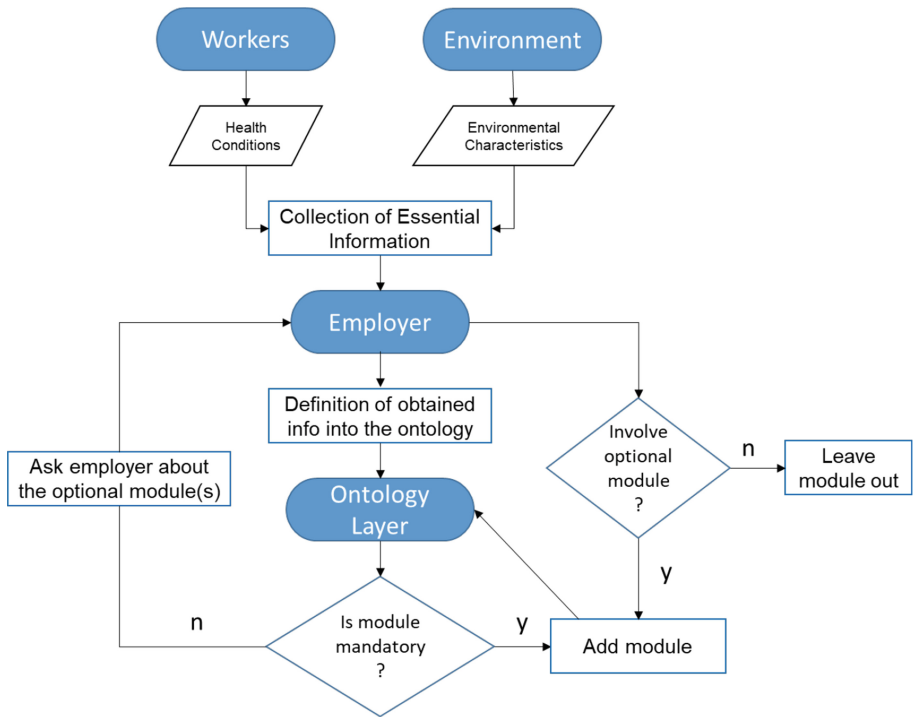 Workers
Environment
Health
Conditions
Environmental
Characteristics
Collection of Essential
Information
Employer
Definition of obtained
info into the ontology
Involve
optional
module
?
n
Leave
module out
Ask employer about
the optional module(s)
Ontology
Layer
y
n
Is module
mandatory
?
y
Add module